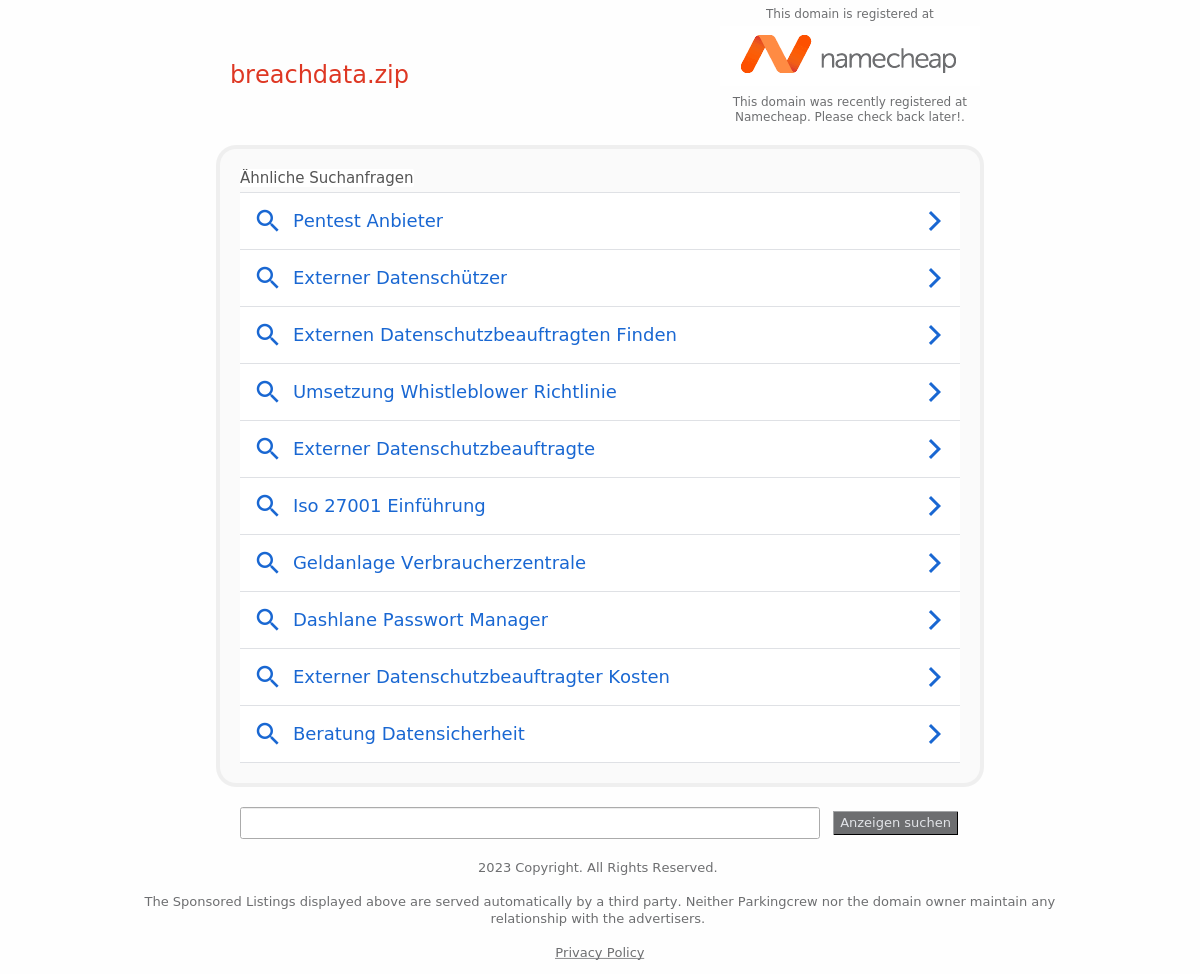 This domain is registered at
namecheap
breachdata.zip
This domain was recently registered at
Namecheap. Please check back later!.
Ähnliche Suchanfragen
Pentest Anbieter
Externer Datenschützer
Externen Datenschutzbeauftragten Finden
Umsetzung Whistleblower Richtlinie
Externer Datenschutzbeauftragte
Iso 27001 Einführung
Geldanlage Verbraucherzentrale
Dashlane Passwort Manager
Externer Datenschutzbeauftragter Kosten
Beratung Datensicherheit
Anzeigen suchen
2023 Copyright. All Rights Reserved.
The Sponsored Listings displayed above are served automatically by a third party. Neither Parkingcrew nor the domain owner maintain any
relationship with the advertisers.
Privacy Policy